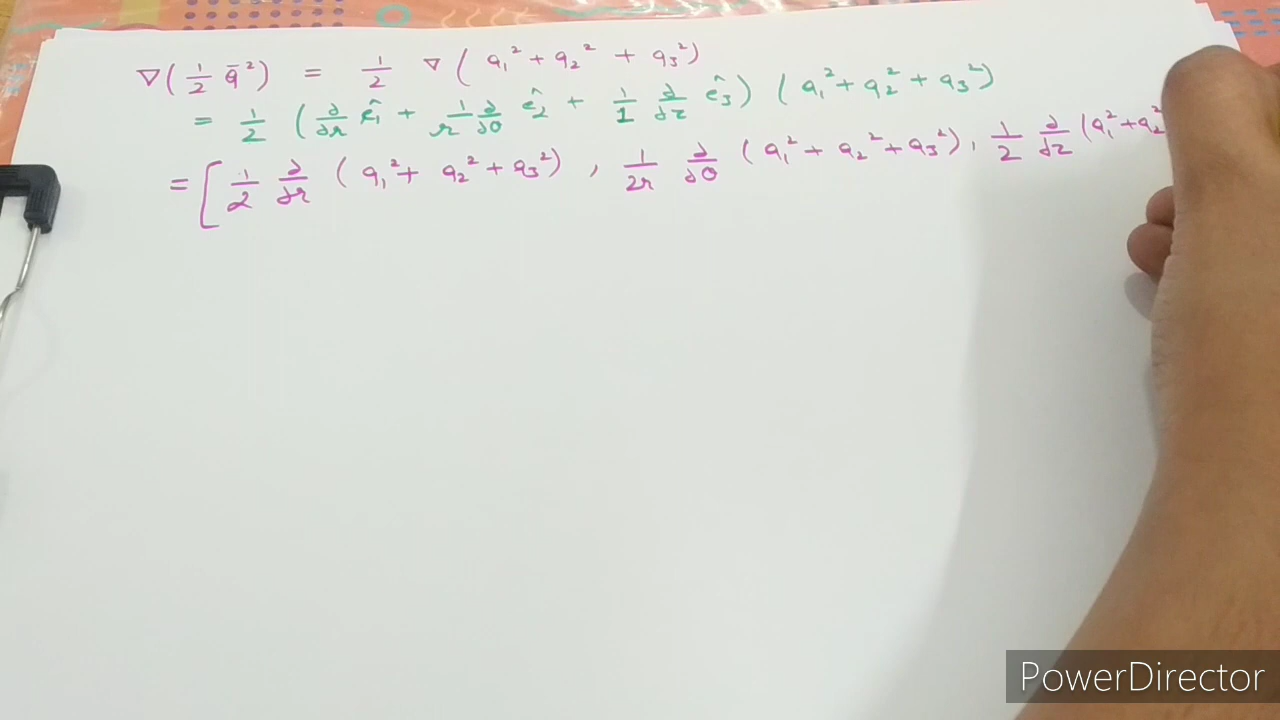 ∇(1/2 q̄²) = 1/2 ∇(q₁² + q₂² + q₃²)
= 1/2 (∂/∂r ê₁ + 1/r ∂/∂θ ê₂ + 1/1 ∂/∂z ê₃) (q₁² + q₂² + q₃²)
= [1/2 ∂/∂r (q₁² + q₂² + q₃²), 1/2r ∂/∂θ (q₁² + q₂² + q₃²), 1/2 ∂/∂z (q₁² + q₂²
PowerDirector